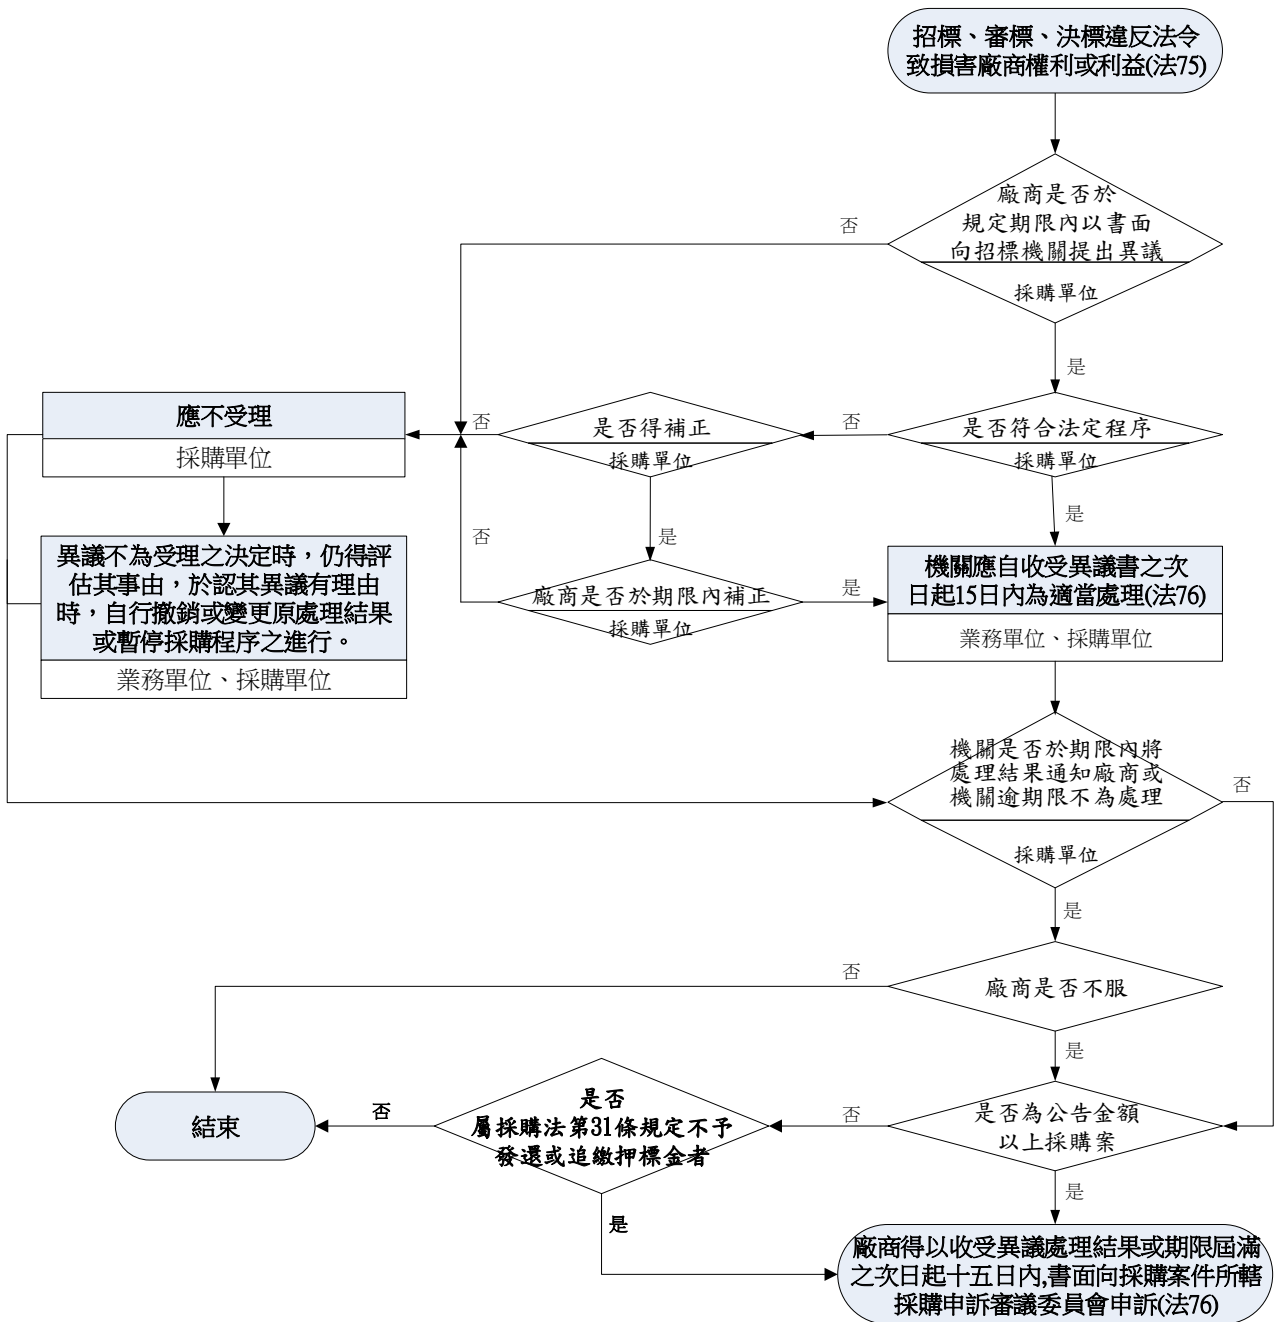 招標、審標、決標違反法令
致損害廠商權利或利益(法75)
廠商是否於
規定期限內以書面
向招標機關提出異議
採購單位
否
是
是否符合法定程序
採購單位
否
是
是否得補正
採購單位
否
是
應不受理
採購單位
異議不為受理之決定時，仍得評
估其事由，於認其異議有理由
時，自行撤銷或變更原處理結果
或暫停採購程序之進行。
業務單位、採購單位
廠商是否於期限內補正
採購單位
否
是
機關應自收受異議書之次
日起15日內為適當處理(法76)
業務單位、採購單位
機關是否於期限內將
處理結果通知廠商或
機關逾期限不為處理
採購單位
否
是
廠商是否不服
否
是
是否為公告金額
以上採購案
否
是
是否
屬採購法第31條規定不予
發還或追繳押標金者
否
是
結束
廠商得以收受異議處理結果或期限屆滿
之次日起十五日內,書面向採購案件所轄
採購申訴審議委員會申訴(法76)